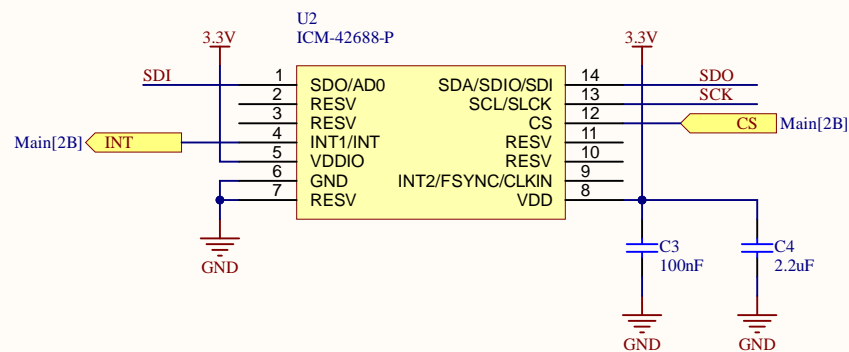 U2
ICM-42688-P
3.3V
3.3V
SDI
1
SDO/AD0
SDA/SDIO/SDI
14
SDO
2
RESV
SCL/SLCK
13
SCK
3
RESV
CS
12
CS
Main[2B]
Main[2B]
INT
4
INT1/INT
RESV
11
5
VDDIO
RESV
10
6
GND
INT2/FSYNC/CLKIN
9
7
RESV
VDD
8
GND
C3
100nF
C4
2.2uF
GND
GND